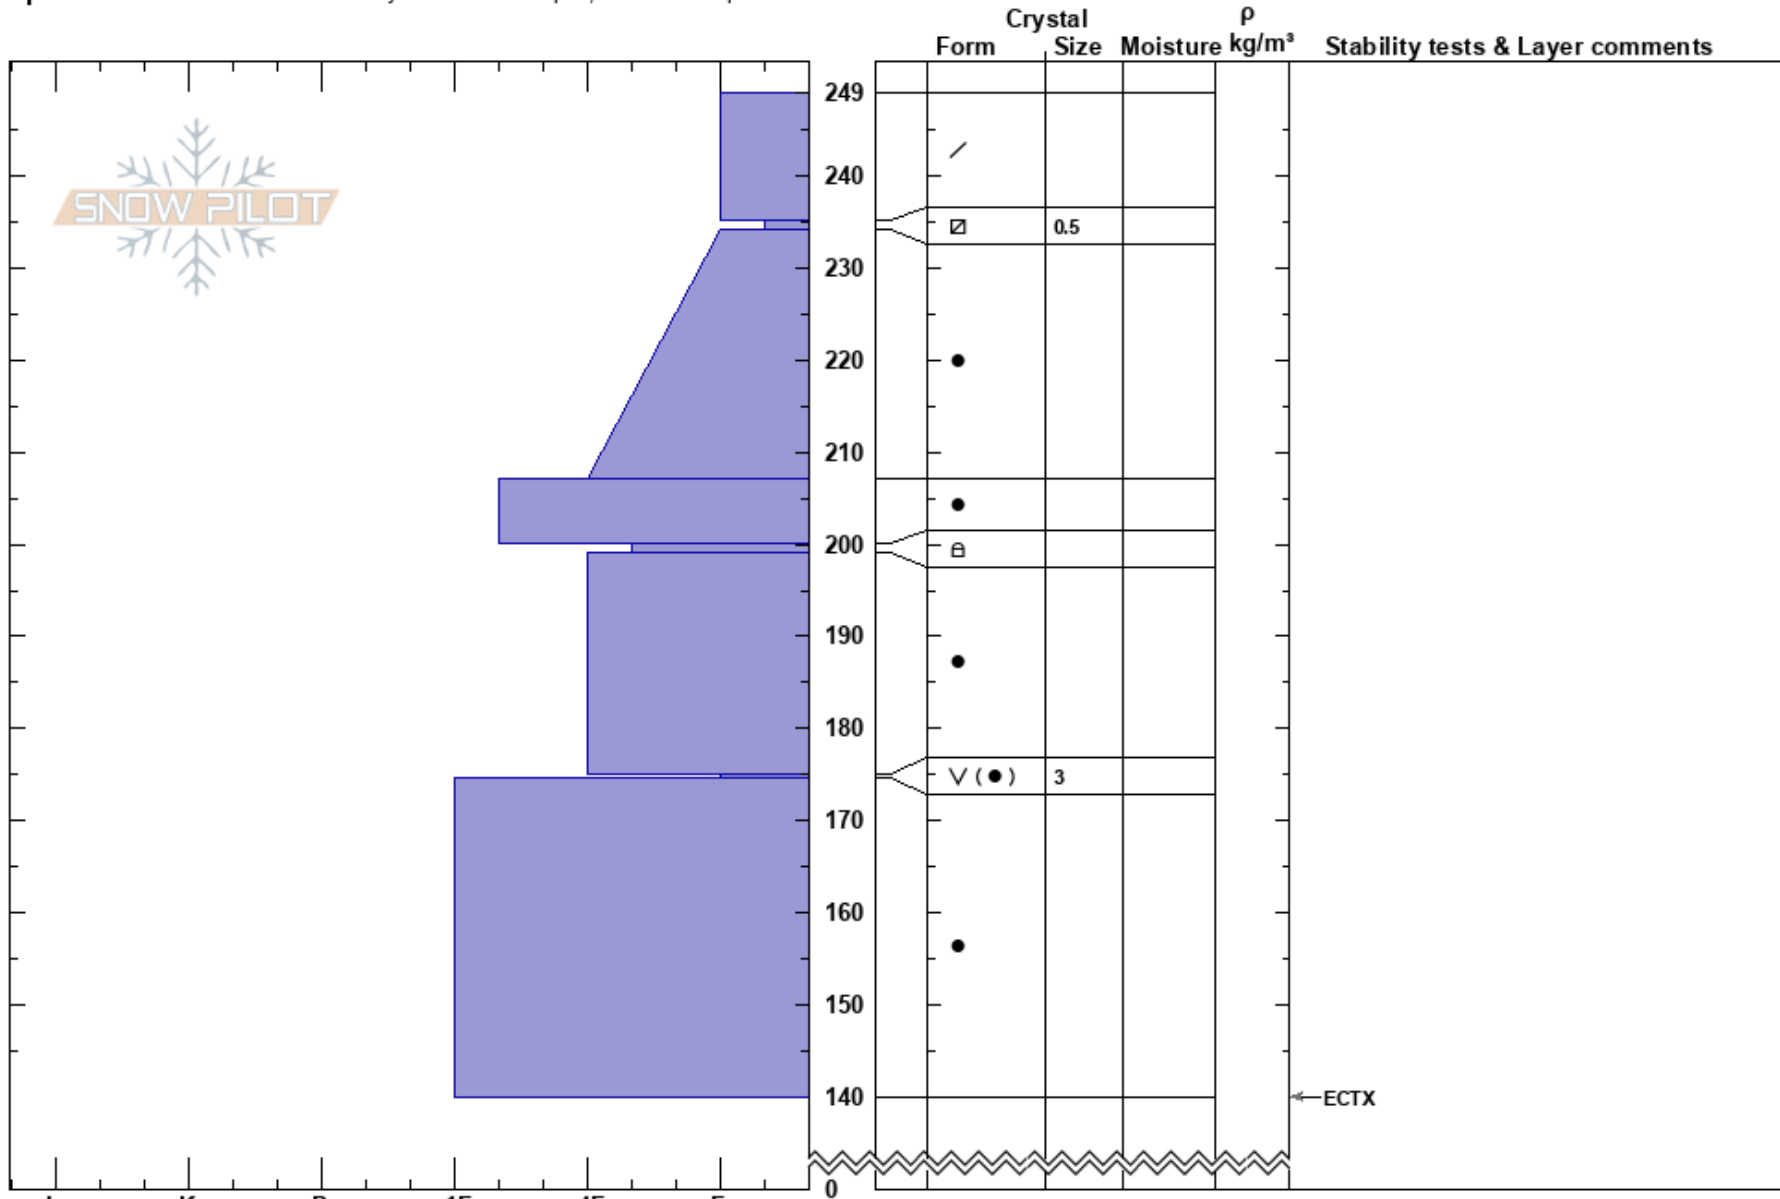 Crystal
ρ
Form Size Moisture kg/m³ Stability tests & Layer comments
249
SNOW PILOT
240
0.5
230
220
210
200
190
180
V ( ● ) 3
170
160
150
140 ECTX
0